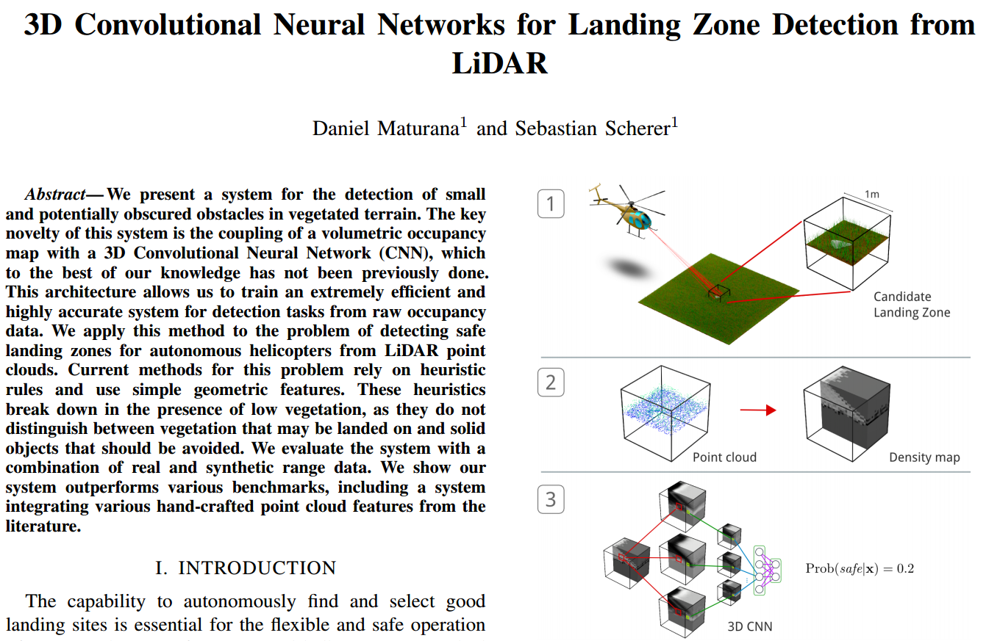 3D Convolutional Neural Networks for Landing Zone Detection from
LiDAR
Daniel Maturana¹ and Sebastian Scherer¹
Abstract—We present a system for the detection of small
and potentially obscured obstacles in vegetated terrain. The key
novelty of this system is the coupling of a volumetric occupancy
map with a 3D Convolutional Neural Network (CNN), which
to the best of our knowledge has not been previously done.
This architecture allows us to train an extremely efficient and
highly accurate system for detection tasks from raw occupancy
data. We apply this method to the problem of detecting safe
landing zones for autonomous helicopters from LiDAR point
clouds. Current methods for this problem rely on heuristic
rules and use simple geometric features. These heuristics
break down in the presence of low vegetation, as they do not
distinguish between vegetation that may be landed on and solid
objects that should be avoided. We evaluate the system with a
combination of real and synthetic range data. We show our
system outperforms various benchmarks, including a system
integrating various hand-crafted point cloud features from the
literature.
I. INTRODUCTION
The capability to autonomously find and select good
landing sites is essential for the flexible and safe operation
1
1m
Candidate
Landing Zone
2
Point cloud
Density map
3
Prob(safe|x) = 0.2
3D CNN